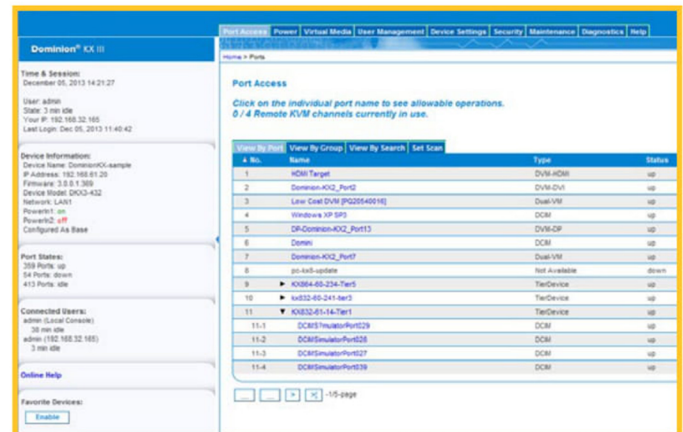 Port Access Power Virtual Media User Management Device Settings Security Maintenance Diagnostics Help
Dominion® KX III
Home > Ports
Time & Session:
December 05, 2013 14:21:27
User: admin
State: 3 min idle
Your IP: 192.168.32.165
Last Login: Dec 05, 2013 11:40:42
Device Information:
Device Name: DominionKX-sample
IP Address: 192.168.61.20
Firmware: 3.0.0.1.369
Device Model: DKX3-432
Network: LAN1
PowerIn1: on
PowerIn2: off
Configured As Base
Port States:
359 Ports: up
54 Ports: down
413 Ports: idle
Connected Users:
admin (Local Console)
38 min idle
admin (192.168.32.165)
3 min idle
Online Help
Favorite Devices:
Enable
Port Access
Click on the individual port name to see allowable operations.
0 / 4 Remote KVM channels currently in use.
View By Port View By Group View By Search Set Scan
▲ No. Name Type Status
1 HDMI Target DVM-HDMI up
2 Dominion-KX2_Port2 DVM-DVI up
3 Low Cost DVM [PQ20540016] Dual-VM up
4 Windows XP SP3 DCIM up
5 DP-Dominion-KX2_Port13 DVM-DP up
6 Domini DCIM up
7 Dominion-KX2_Port7 Dual-VM up
8 pc-kx8-update Not Available down
9 ► KX864-60-234-Tier5 TierDevice up
10 ► kx832-60-241-tier3 TierDevice up
11 ▼ KX832-61-14-Tier1 TierDevice up
11-1 DCIMSimulatorPort029 DCIM up
11-2 DCIMSimulatorPort028 DCIM up
11-3 DCIMSimulatorPort027 DCIM up
11-4 DCIMSimulatorPort039 DCIM up
-1/5-page